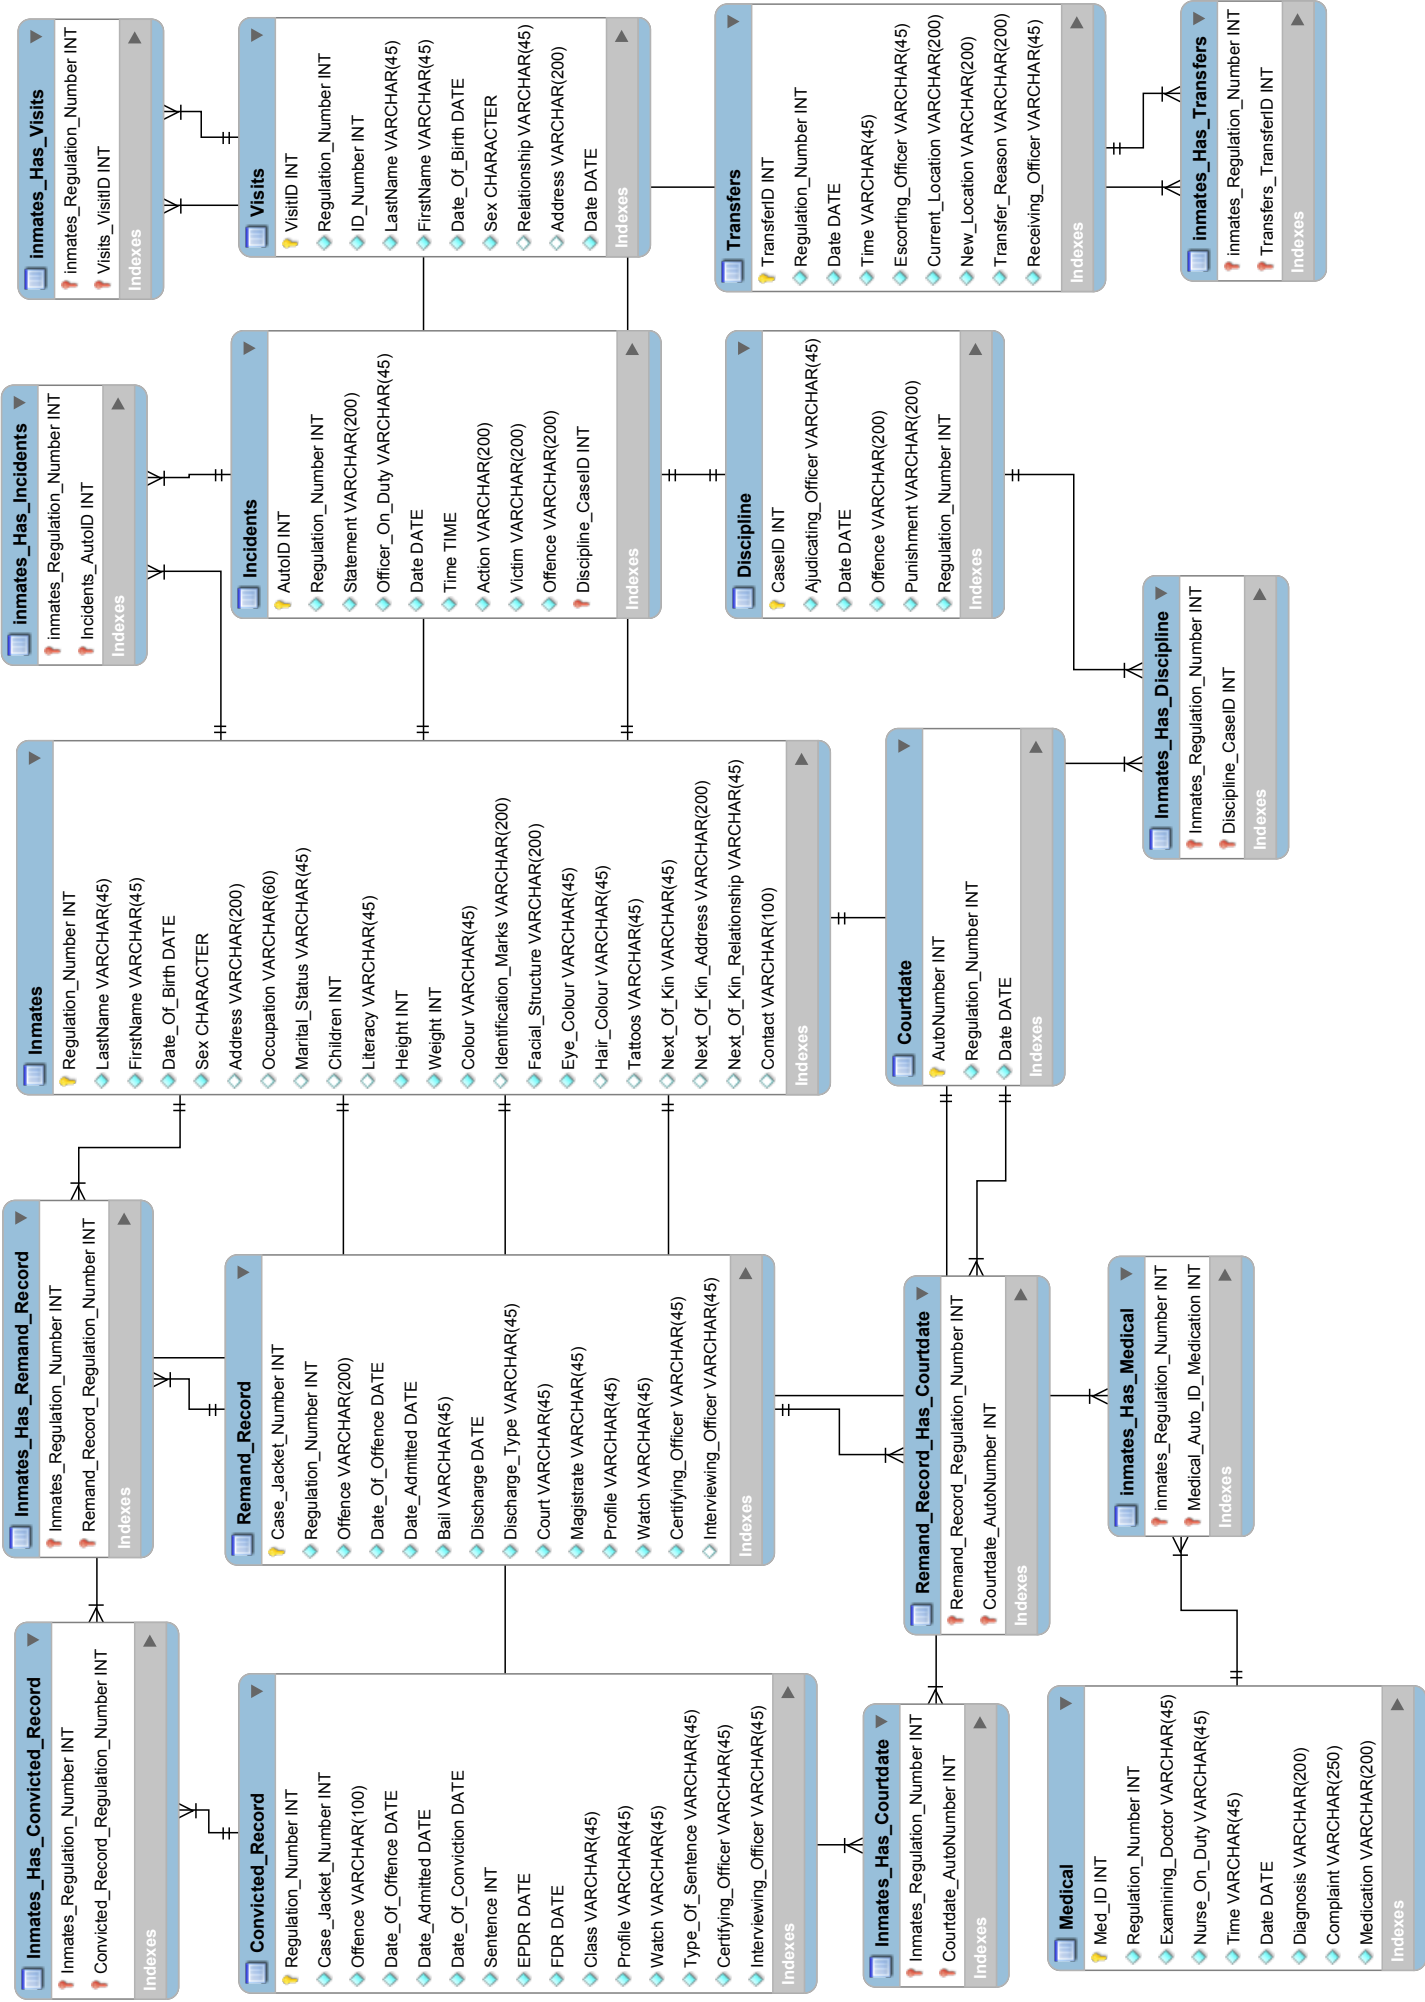 Inmates_Has_Convicted_Record
Inmates_Regulation_Number INT
Convicted_Record_Regulation_Number INT
Indexes
Inmates_Has_Remand_Record
Inmates_Regulation_Number INT
Remand_Record_Regulation_Number INT
Indexes
inmates_Has_Incidents
inmates_Regulation_Number INT
Incidents_AutoID INT
Indexes
inmates_Has_Visits
inmates_Regulation_Number INT
Visits_VisitID INT
Indexes
Convicted_Record
Regulation_Number INT
Case_Jacket_Number INT
Offence VARCHAR(100)
Date_Of_Offence DATE
Date_Admitted DATE
Date_Of_Conviction DATE
Sentence INT
EPDR DATE
FDR DATE
Class VARCHAR(45)
Profile VARCHAR(45)
Watch VARCHAR(45)
Type_Of_Sentence VARCHAR(45)
Certifying_Officer VARCHAR(45)
Interviewing_Officer VARCHAR(45)
Indexes
Remand_Record
Case_Jacket_Number INT
Regulation_Number INT
Offence VARCHAR(200)
Date_Of_Offence DATE
Date_Admitted DATE
Bail VARCHAR(45)
Discharge DATE
Discharge_Type VARCHAR(45)
Court VARCHAR(45)
Magistrate VARCHAR(45)
Profile VARCHAR(45)
Watch VARCHAR(45)
Certifying_Officer VARCHAR(45)
Interviewing_Officer VARCHAR(45)
Indexes
Inmates
Regulation_Number INT
LastName VARCHAR(45)
FirstName VARCHAR(45)
Date_Of_Birth DATE
Sex CHARACTER
Address VARCHAR(200)
Occupation VARCHAR(60)
Marital_Status VARCHAR(45)
Children INT
Literacy VARCHAR(45)
Height INT
Weight INT
Colour VARCHAR(45)
Identification_Marks VARCHAR(200)
Facial_Structure VARCHAR(200)
Eye_Colour VARCHAR(45)
Hair_Colour VARCHAR(45)
Tattoos VARCHAR(45)
Next_Of_Kin VARCHAR(45)
Next_Of_Kin_Address VARCHAR(200)
Next_Of_Kin_Relationship VARCHAR(45)
Contact VARCHAR(100)
Indexes
Incidents
AutoID INT
Regulation_Number INT
Statement VARCHAR(200)
Officer_On_Duty VARCHAR(45)
Date DATE
Time TIME
Action VARCHAR(200)
Victim VARCHAR(200)
Offence VARCHAR(200)
Discipline_CaseID INT
Indexes
Visits
VisitID INT
Regulation_Number INT
ID_Number INT
LastName VARCHAR(45)
FirstName VARCHAR(45)
Date_Of_Birth DATE
Sex CHARACTER
Relationship VARCHAR(45)
Address VARCHAR(200)
Date DATE
Indexes
Inmates_Has_Courtdate
Inmates_Regulation_Number INT
Courtdate_AutoNumber INT
Indexes
Remand_Record_Has_Courtdate
Remand_Record_Regulation_Number INT
Courtdate_AutoNumber INT
Indexes
Courtdate
AutoNumber INT
Regulation_Number INT
Date DATE
Indexes
Discipline
CaseID INT
Ajudicating_Officer VARCHAR(45)
Date DATE
Offence VARCHAR(200)
Punishment VARCHAR(200)
Regulation_Number INT
Indexes
Transfers
TransferID INT
Regulation_Number INT
Date DATE
Time VARCHAR(45)
Escorting_Officer VARCHAR(45)
Current_Location VARCHAR(200)
New_Location VARCHAR(200)
Transfer_Reason VARCHAR(200)
Receiving_Officer VARCHAR(45)
Indexes
Medical
Med_ID INT
Regulation_Number INT
Examining_Doctor VARCHAR(45)
Nurse_On_Duty VARCHAR(45)
Time VARCHAR(45)
Date DATE
Diagnosis VARCHAR(200)
Complaint VARCHAR(250)
Medication VARCHAR(200)
Indexes
inmates_Has_Medical
inmates_Regulation_Number INT
Medical_Auto_ID_Medication INT
Indexes
Inmates_Has_Discipline
Inmates_Regulation_Number INT
Discipline_CaseID INT
Indexes
inmates_Has_Transfers
inmates_Regulation_Number INT
Transfers_TransferID INT
Indexes